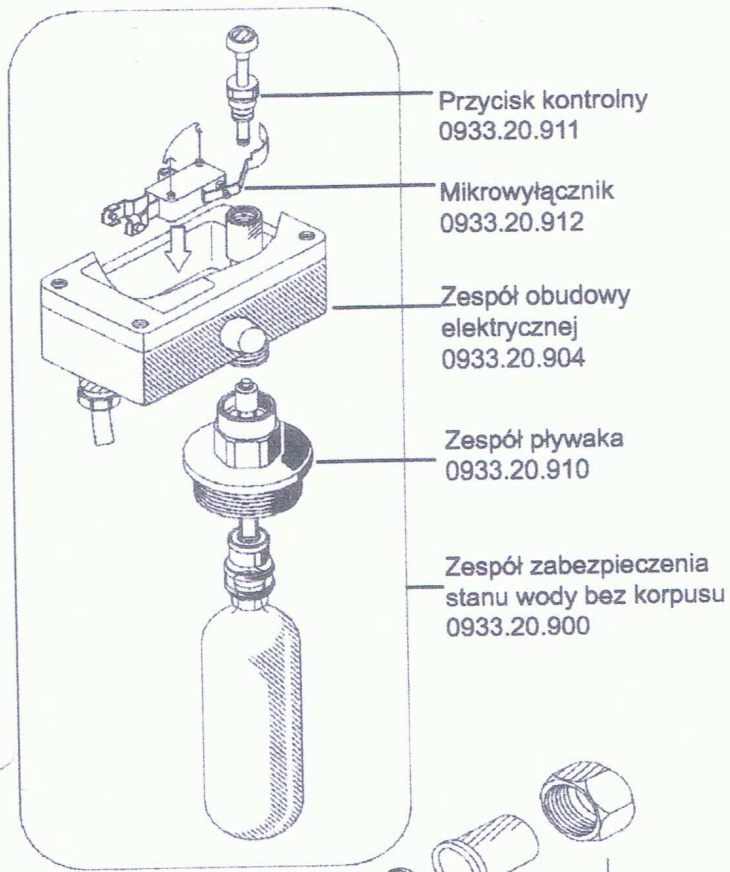 Przycisk kontrolny
0933.20.911
Mikrowyłącznik
0933.20.912
Zespół obudowy
elektrycznej
0933.20.904
Zespół pływaka
0933.20.910
Zespół zabezpieczenia
stanu wody bez korpusu
0933.20.900